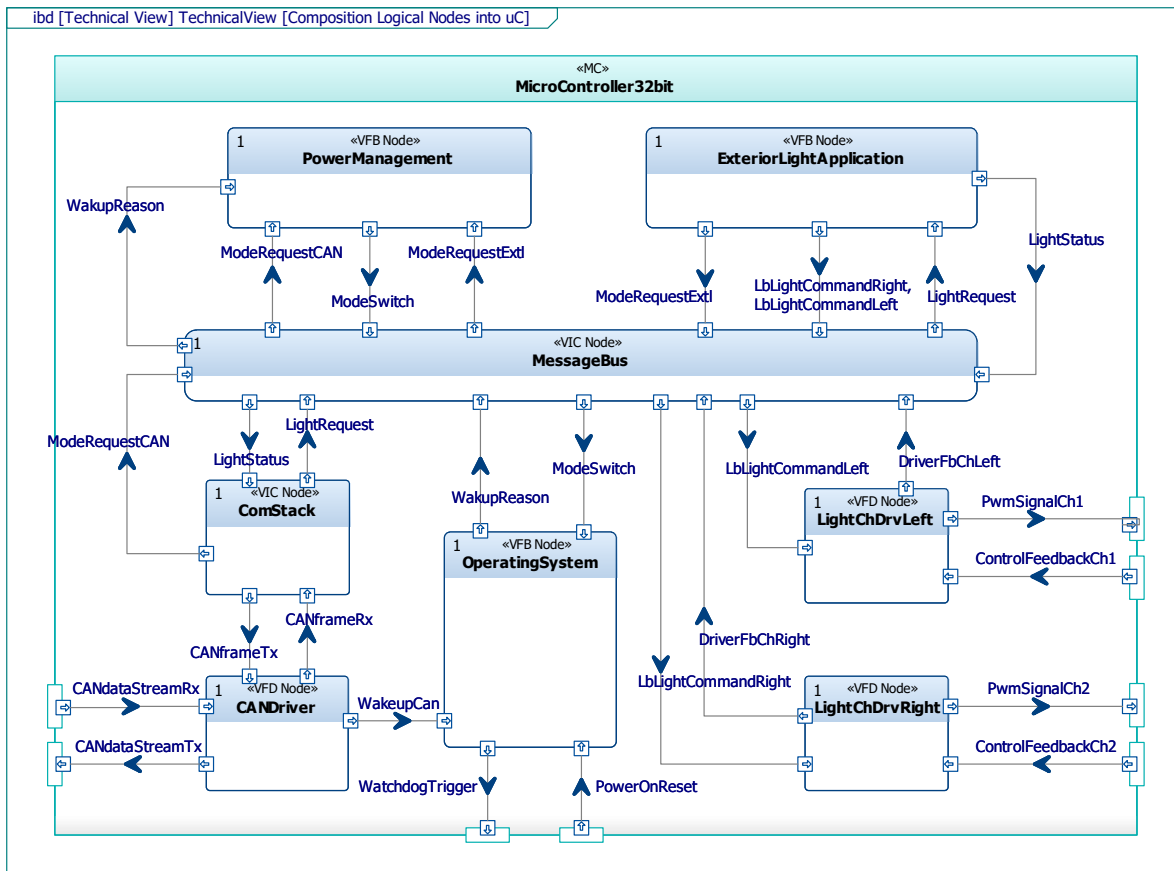 ibd [Technical View] TechnicalView [Composition Logical Nodes into uC]
«MC»
MicroController32bit
1
«VFB Node»
PowerManagement
1
«VFB Node»
ExteriorLightApplication
WakupReason
ModeRequestCAN
ModeSwitch
ModeRequestExtl
ModeRequestExtl
LbLightCommandRight,
LbLightCommandLeft
LightRequest
LightStatus
1
«VIC Node»
MessageBus
ModeRequestCAN
LightStatus
LightRequest
WakupReason
ModeSwitch
LbLightCommandLeft
DriverFbChLeft
1
«VIC Node»
ComStack
1
«VFB Node»
OperatingSystem
1
«VFD Node»
LightChDrvLeft
PwmSignalCh1
ControlFeedbackCh1
CANframeTx
CANframeRx
DriverFbChRight
LbLightCommandRight
CANdataStreamRx
CANdataStreamTx
1
«VFD Node»
CANDriver
WakeupCan
1
«VFD Node»
LightChDrvRight
PwmSignalCh2
ControlFeedbackCh2
WatchdogTrigger
PowerOnReset